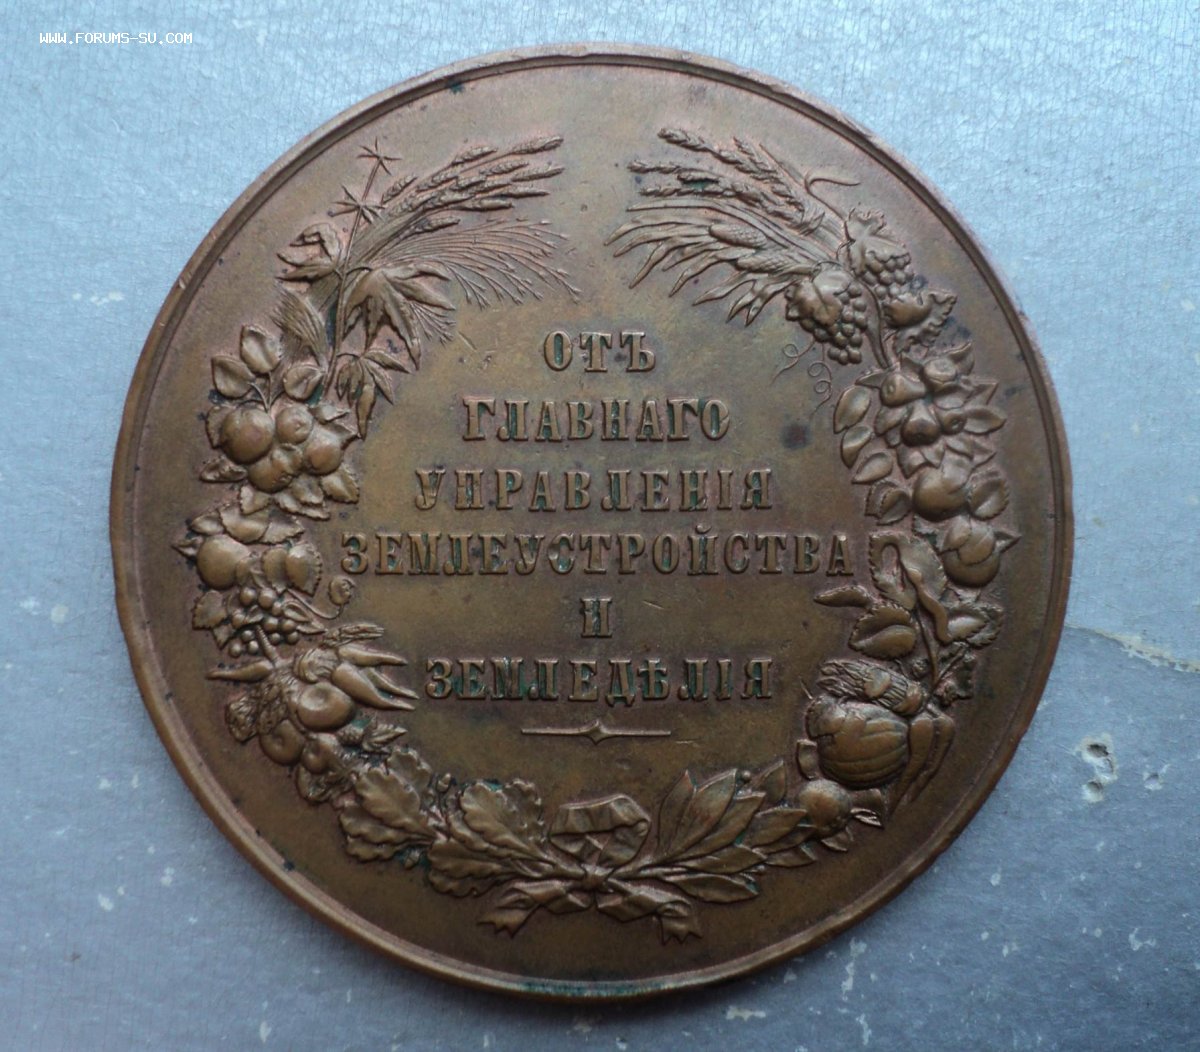 WWW.FORUMS-SU.COM
ОТЪ
ГЛАВНАГО
УПРАВЛЕНІЯ
ЗЕМЛЕУСТРОЙСТВА
И
ЗЕМЛЕДѢЛІЯ